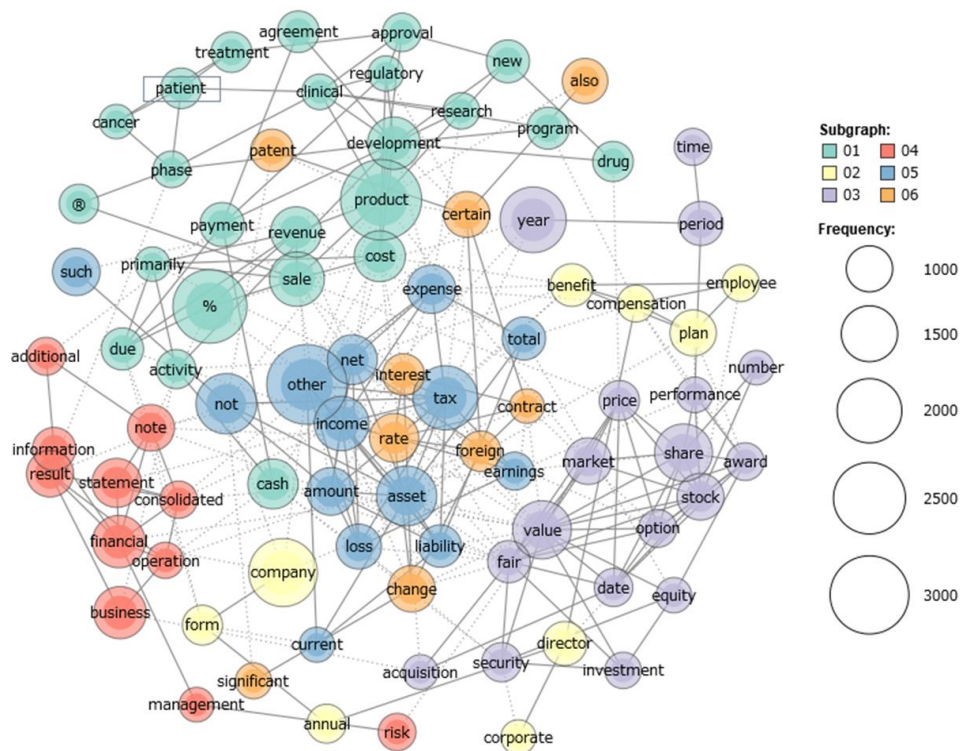 agreement
approval
treatment
new
regulatory
also
patient
clinical
research
cancer
program
development
time
patent
drug
phase
product
®
certain
year
payment
period
revenue
cost
such
primarily
sale
benefit
employee
expense
compensation
%
plan
total
due
additional
net
activity
interest
number
other
performance
not
tax
price
contract
income
note
rate
information
foreign
share
result
market
award
earnings
statement
cash
amount
asset
stock
consolidated
option
value
financial
loss
liability
operation
fair
company
date
change
equity
business
form
current
director
acquisition
security
investment
significant
management
annual
risk
corporate
Subgraph:
01 04
02 05
03 06
Frequency:
1000
1500
2000
2500
3000